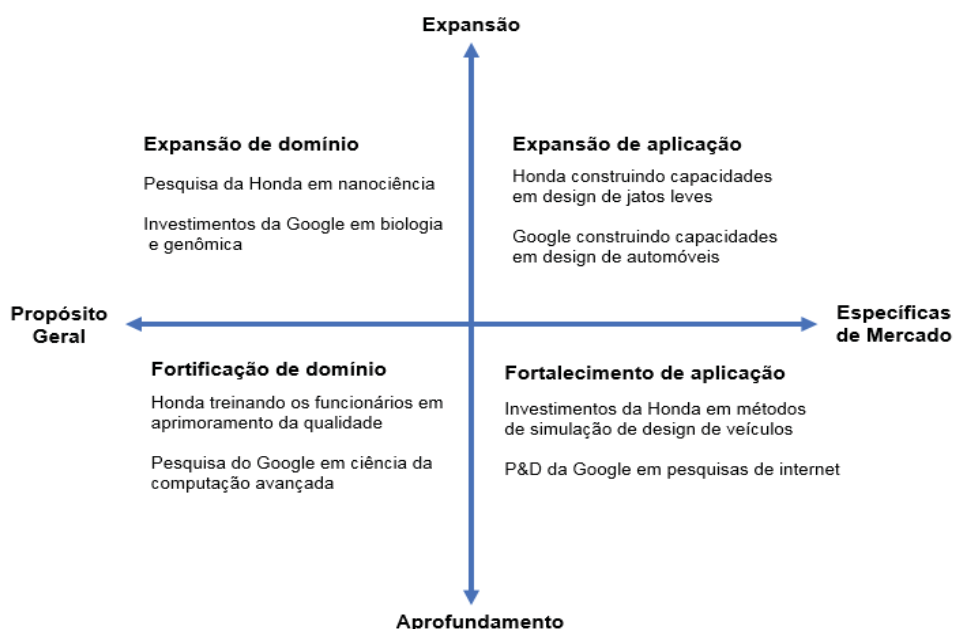 Expansão
Expansão de domínio
Pesquisa da Honda em nanociência
Investimentos da Google em biologia
e genômica
Expansão de aplicação
Honda construindo capacidades
em design de jatos leves
Google construindo capacidades
em design de automóveis
Propósito
Geral
Específicas
de Mercado
Fortificação de domínio
Honda treinando os funcionários em
aprimoramento da qualidade
Pesquisa do Google em ciência da
computação avançada
Fortalecimento de aplicação
Investimentos da Honda em métodos
de simulação de design de veículos
P&D da Google em pesquisas de internet
Aprofundamento